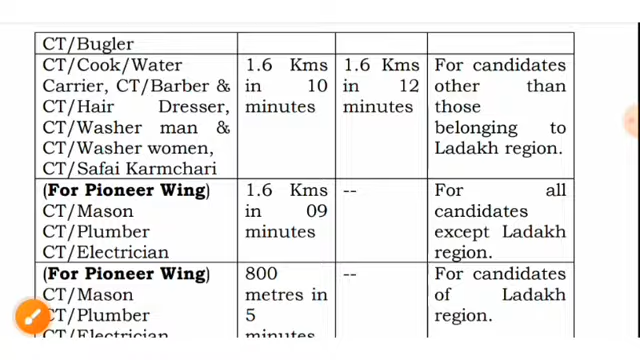 CT/Bugler
CT/Cook/Water
Carrier, CT/Barber &
CT/Hair Dresser,
CT/Washer man &
CT/Washer women,
CT/Safai Karmchari
1.6 Kms
in 10
minutes
1.6 Kms
in 12
minutes
For candidates
other than
those
belonging to
Ladakh region.
(For Pioneer Wing)
CT/Mason
CT/Plumber
CT/Electrician
1.6 Kms
in 09
minutes
--
For all
candidates
except Ladakh
region.
(For Pioneer Wing)
CT/Mason
CT/Plumber
CT/Electrician
800
metres in
5
minutes
--
For candidates
of Ladakh
region.